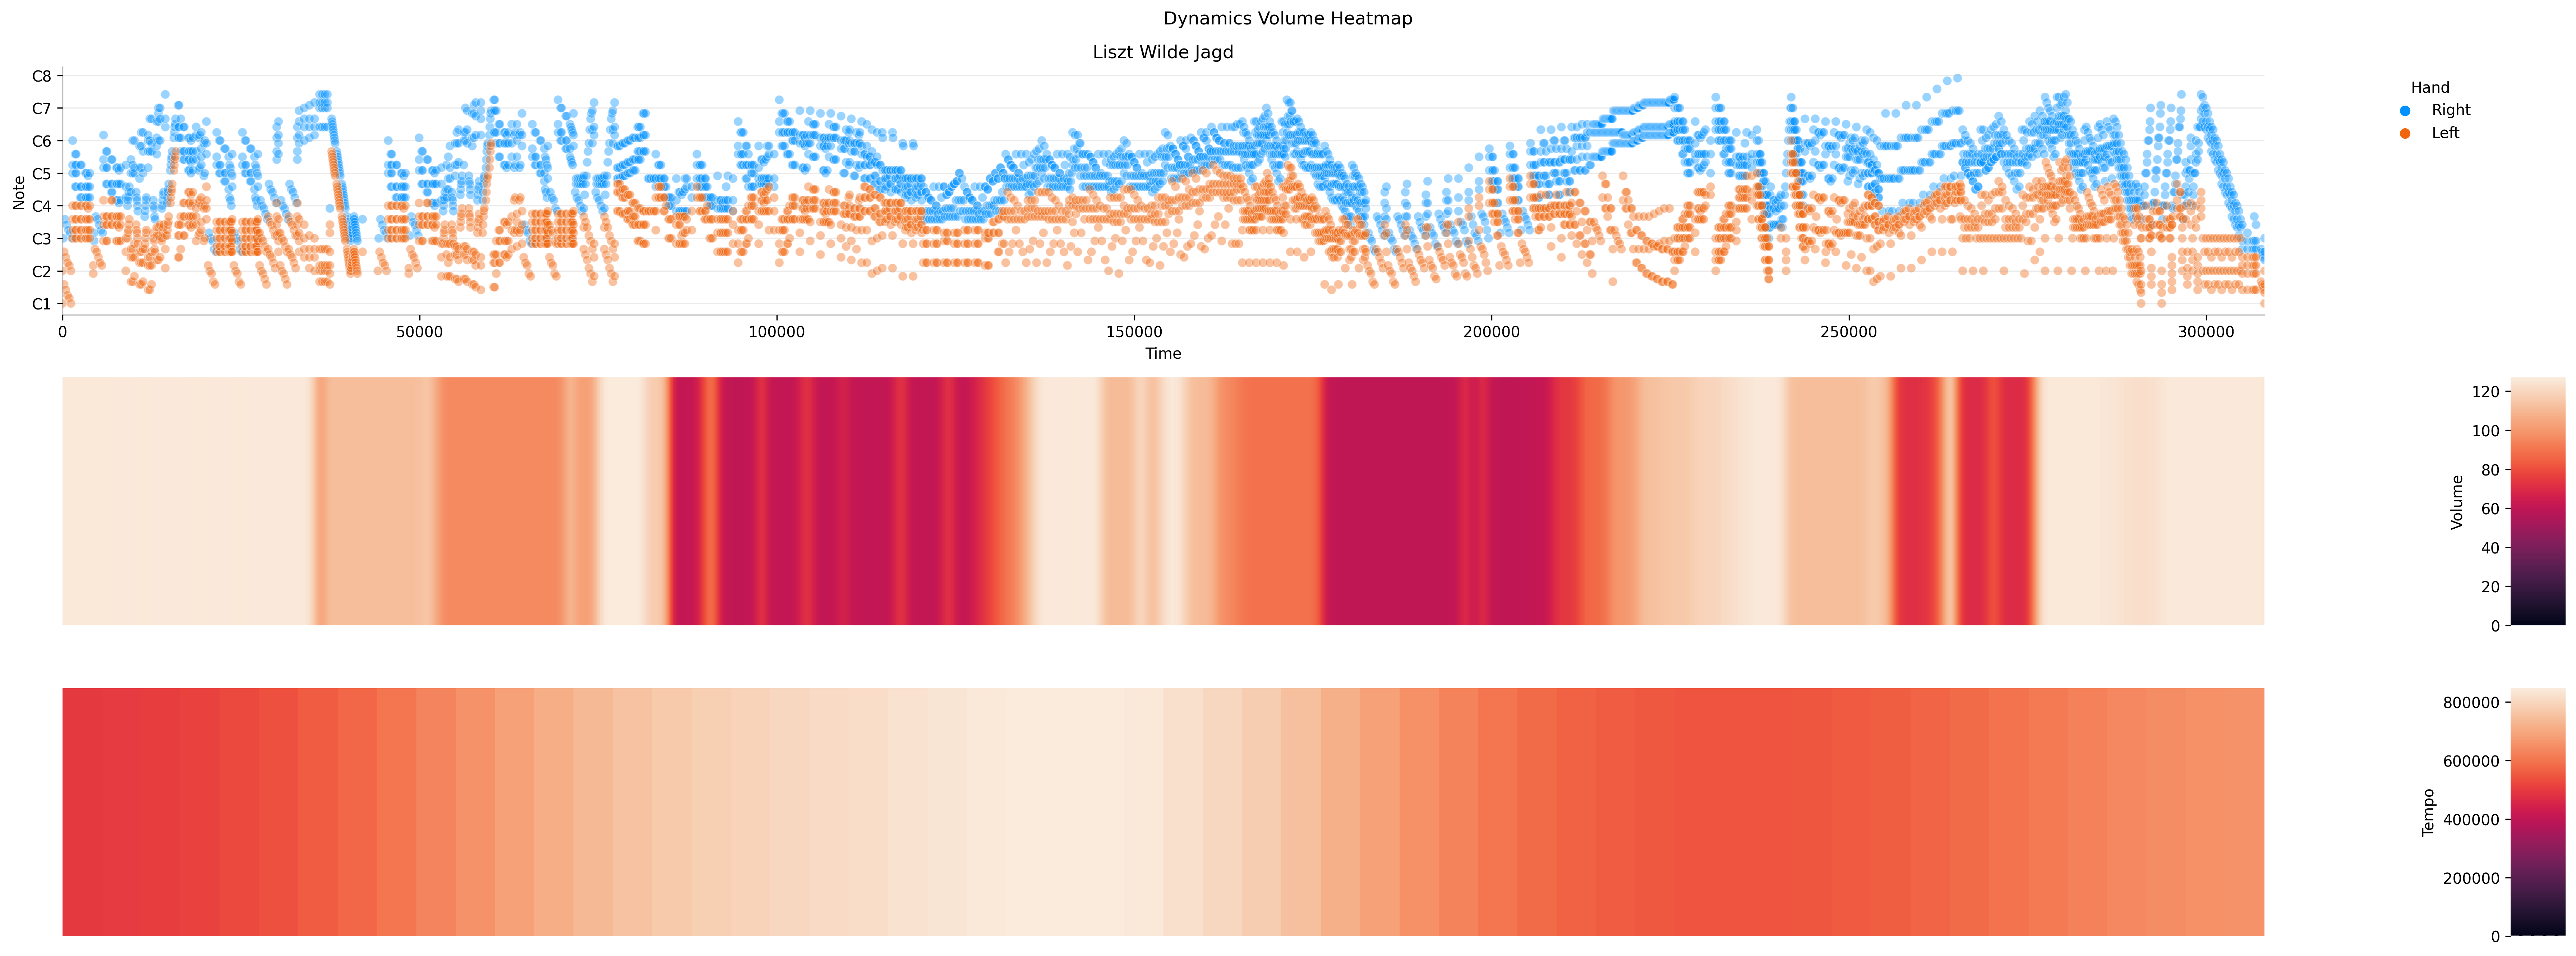 Dynamics Volume Heatmap
Liszt Wilde Jagd
Hand
Right
Left
Note
C8
C7
C6
C5
C4
C3
C2
C1
0 50000 100000 150000 200000 250000 300000
Time
Volume
120
100
80
60
40
20
0
Tempo
800000
600000
400000
200000
0